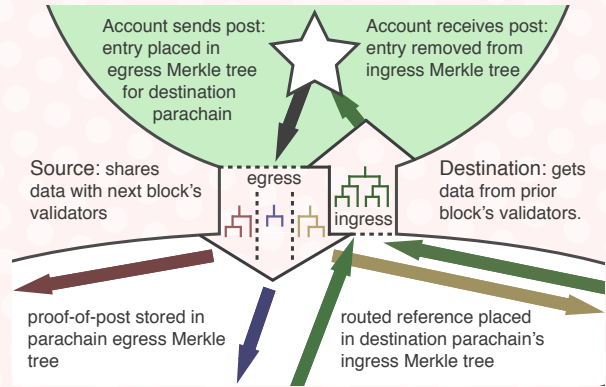 Account sends post:
entry placed in
egress Merkle tree
for destination
parachain
Account receives post:
entry removed from
ingress Merkle tree
Source: shares
data with next block's
validators
egress
ingress
Destination: gets
data from prior
block's validators.
proof-of-post stored in
parachain egress Merkle
tree
routed reference placed
in destination parachain's
ingress Merkle tree